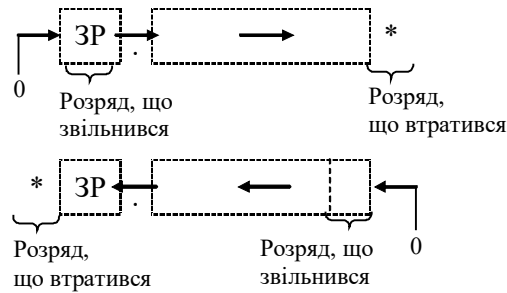 ЗР . *
0
Розряд, що
звільнився
Розряд,
що втратився
* ЗР .
Розряд,
що втратився
Розряд, що
звільнився
0